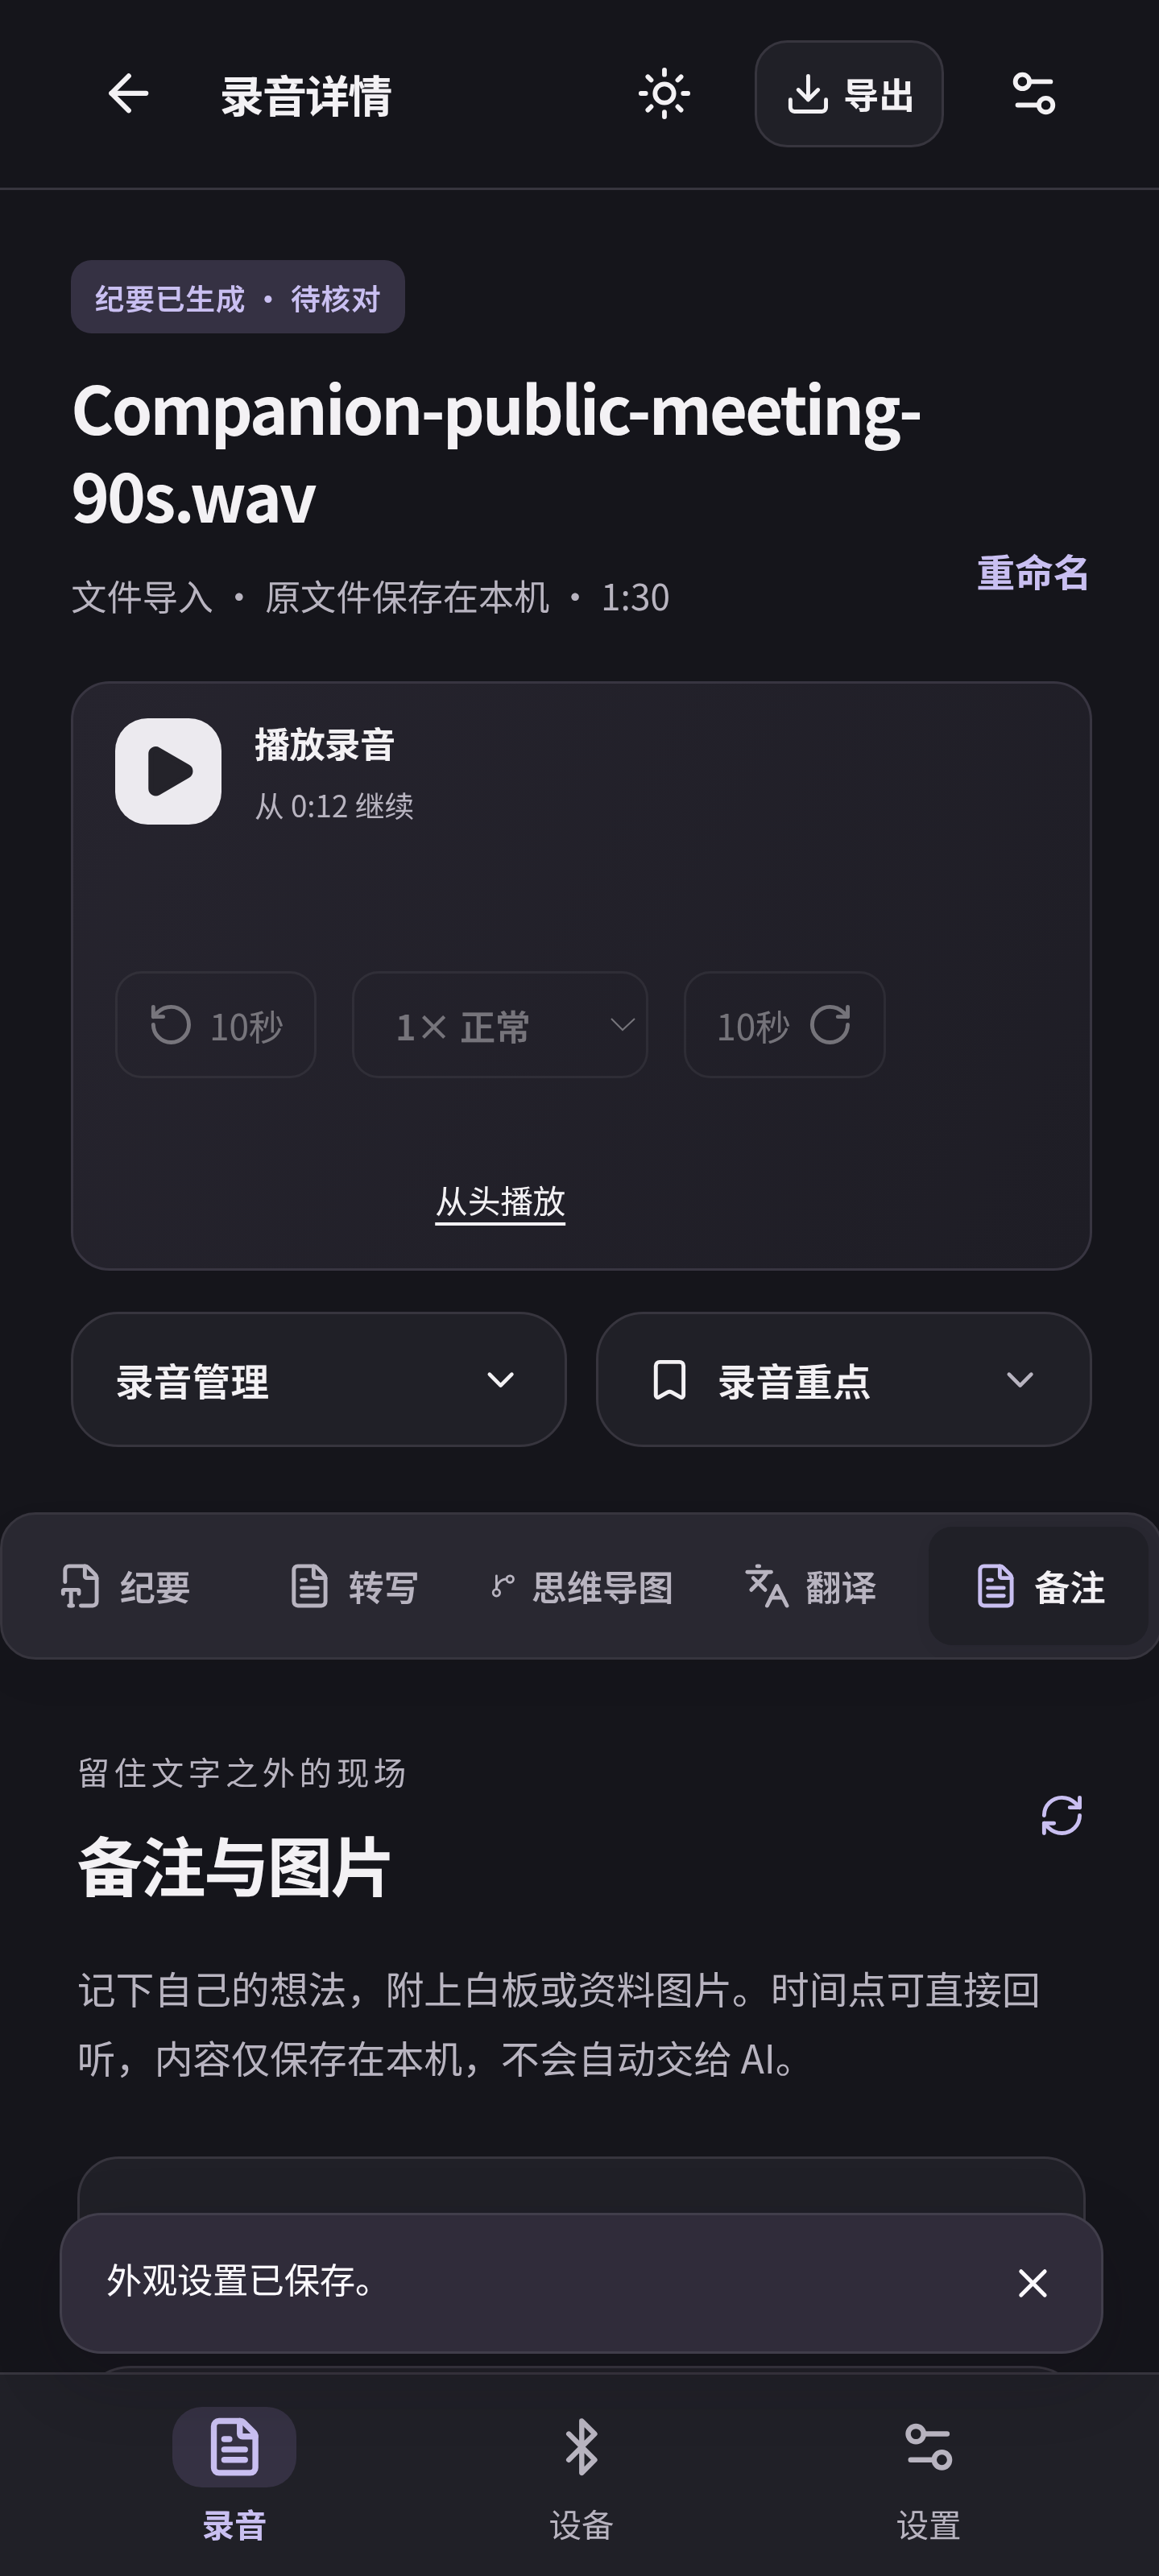 录音详情
导出
纪要已生成 · 待核对
Companion-public-meeting-
90s.wav
文件导入 · 原文件保存在本机 · 1:30
重命名
播放录音
从 0:12 继续
10秒
1× 正常
10秒
从头播放
录音管理
录音重点
纪要
转写
思维导图
翻译
备注
留住文字之外的现场
备注与图片
记下自己的想法，附上白板或资料图片。时间点可直接回
听，内容仅保存在本机，不会自动交给 AI。
外观设置已保存。
录音
设备
设置